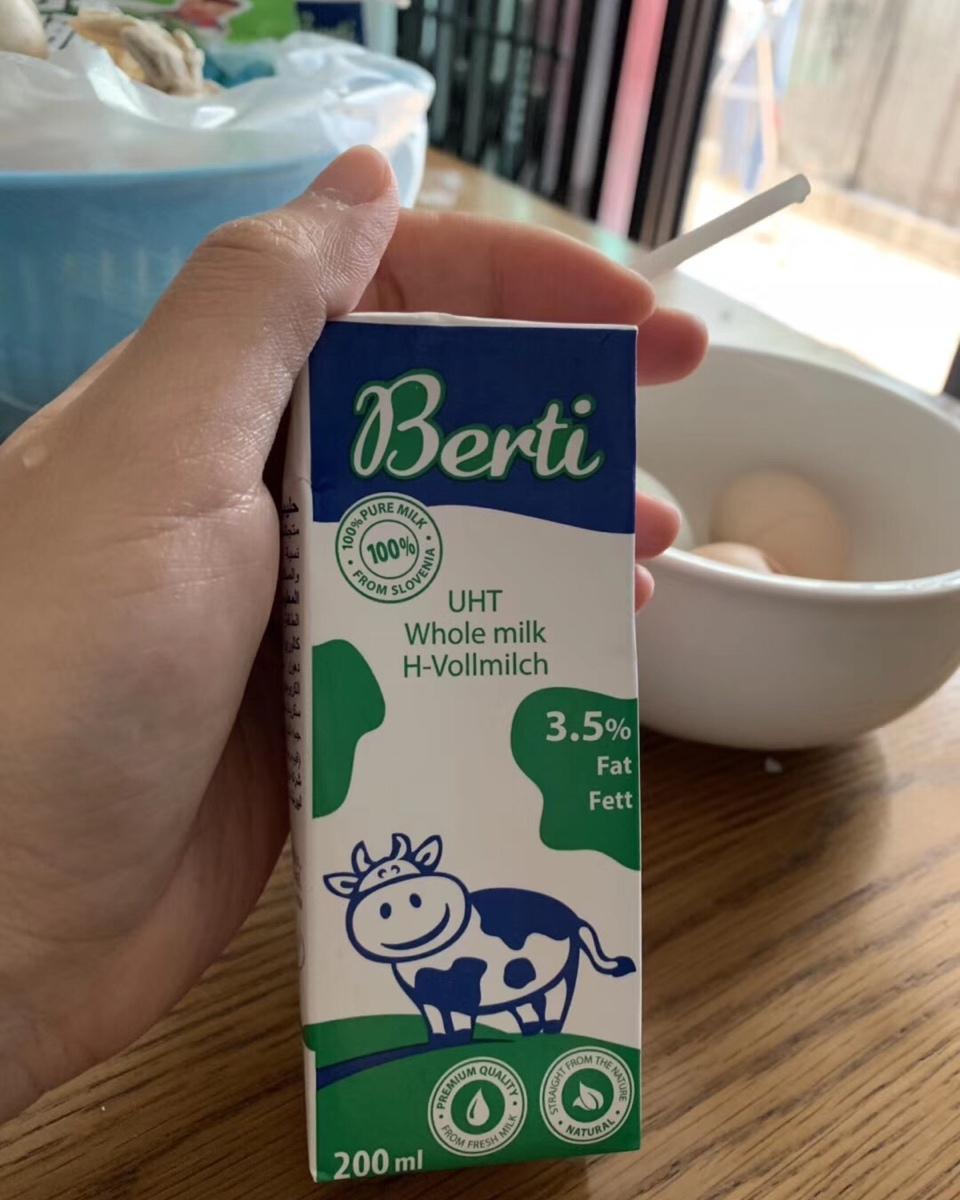 Berti
100% PURE MILK
100%
FROM SLOVENIA
UHT
Whole milk
H-Vollmilch
3.5%
Fat
Fett
PREMIUM QUALITY
FROM FRESH MILK
STRAIGHT FROM THE NATURE
NATURAL
200 ml